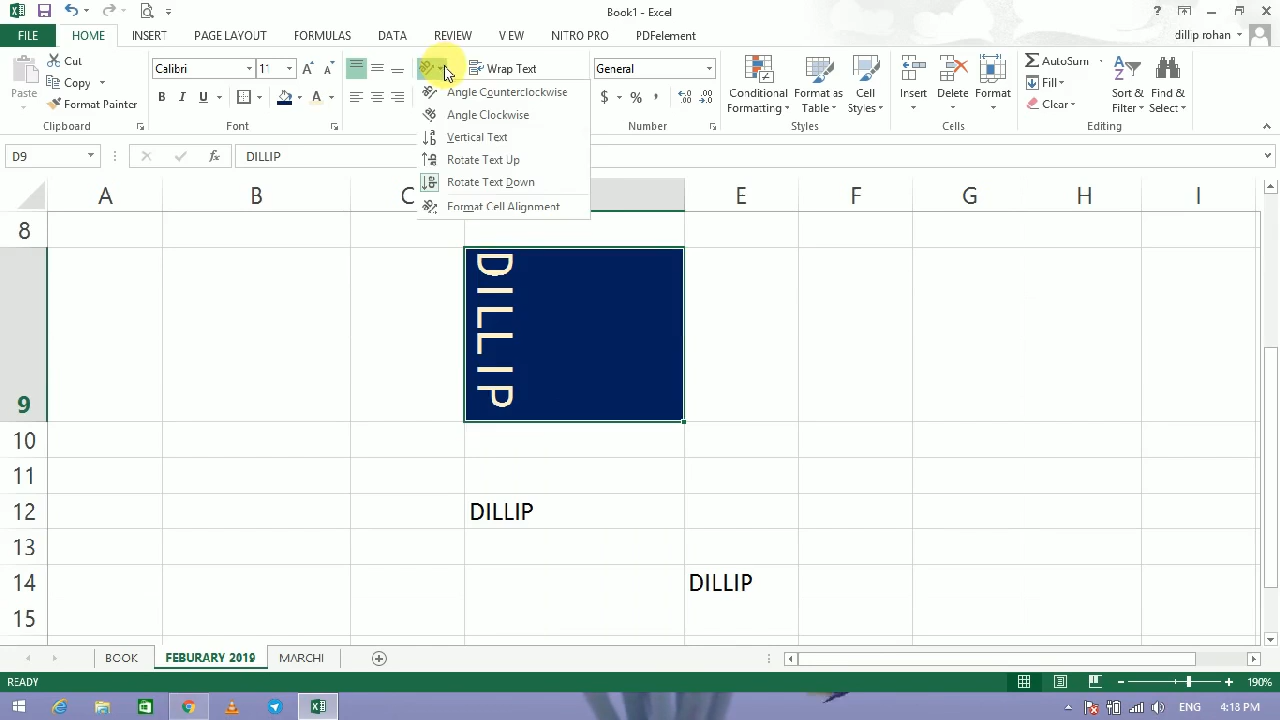 Book1 - Excel
?
FILE HOME INSERT PAGE LAYOUT FORMULAS DATA REVIEW VIEW NITRO PRO PDFelement dillip rohan
Paste
Cut
Copy
Format Painter
Clipboard
Calibri 11
B I U A
Font
Wrap Text
Angle Counterclockwise
Angle Clockwise
Vertical Text
Rotate Text Up
Rotate Text Down
Format Cell Alignment
General
$ % ,
Number
Conditional Formatting
Format as Table
Cell Styles
Styles
Insert
Delete
Format
Cells
AutoSum
Fill
Clear
Sort & Filter
Find & Select
Editing
D9 fx DILLIP
A B C E F G H I
8
DILLIP
9
10
11
12 DILLIP
13
14 DILLIP
15
BOOK FEBURARY 2019 MARCHI
READY 190%
ENG 4:18 PM